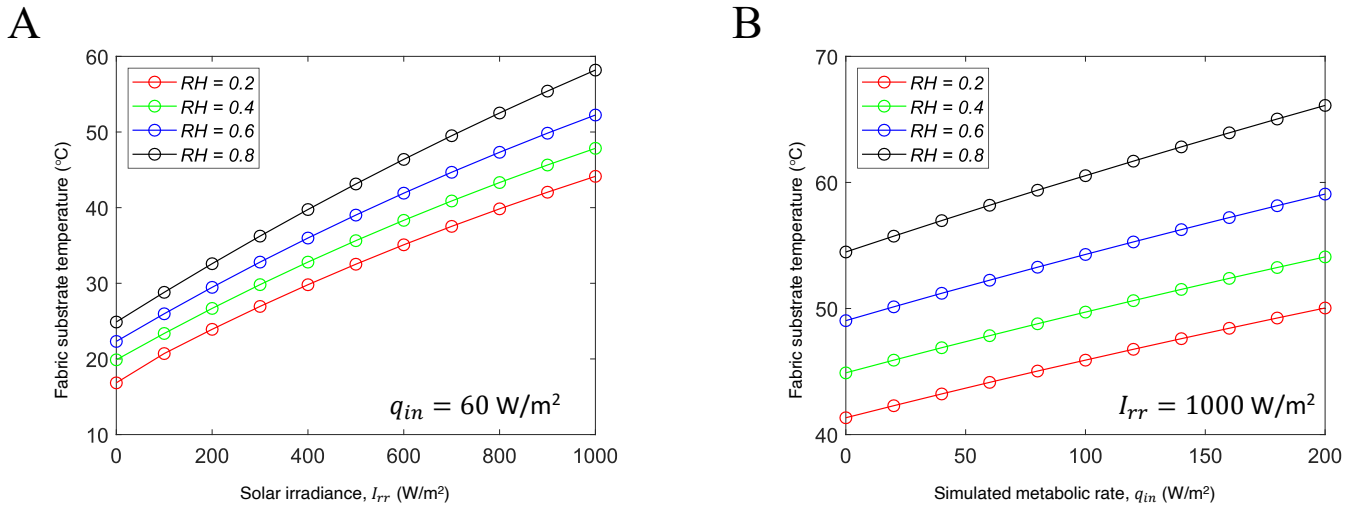 A
60
50
40
30
20
10
Fabric substrate temperature (°C)
RH = 0.2
RH = 0.4
RH = 0.6
RH = 0.8
q_in = 60 W/m²
0
200
400
600
800
1000
Solar irradiance, I_rr (W/m²)
B
70
60
50
40
Fabric substrate temperature (°C)
RH = 0.2
RH = 0.4
RH = 0.6
RH = 0.8
I_rr = 1000 W/m²
0
50
100
150
200
Simulated metabolic rate, q_in (W/m²)